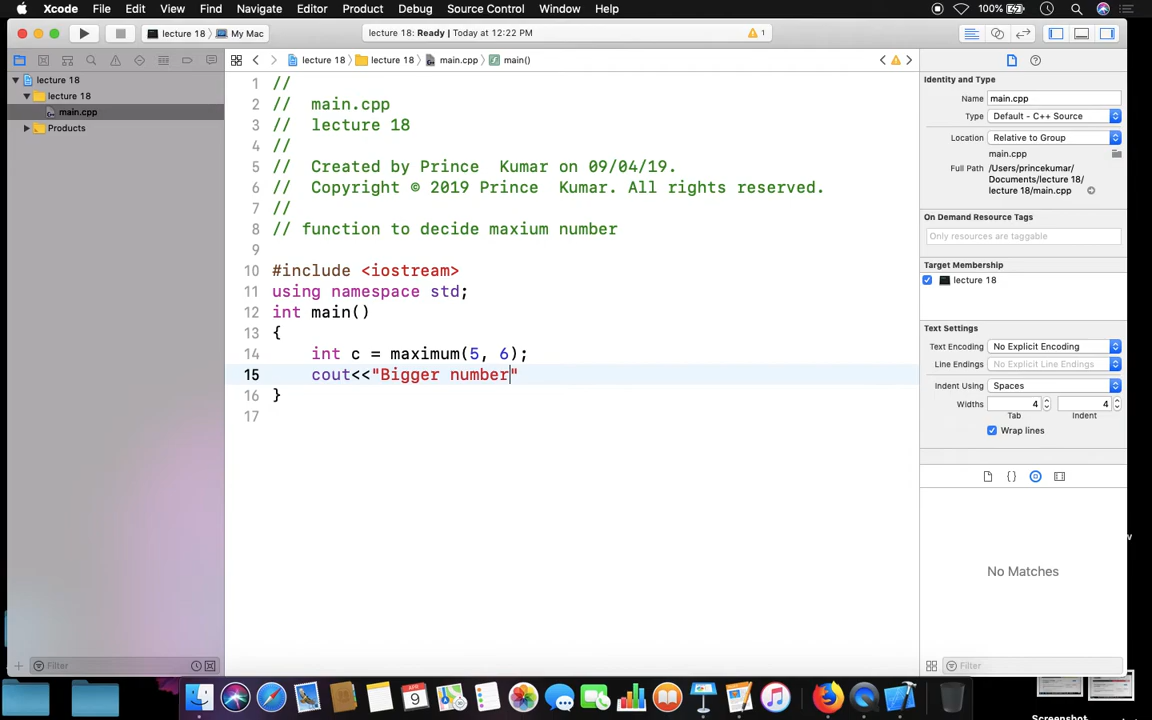 Xcode File Edit View Find Navigate Editor Product Debug Source Control Window Help 100%
lecture 18 My Mac lecture 18: Ready | Today at 12:22 PM 1
lecture 18 lecture 18 main.cpp main()
lecture 18
lecture 18
main.cpp
Products
1 //
2 // main.cpp
3 // lecture 18
4 //
5 // Created by Prince Kumar on 09/04/19.
6 // Copyright © 2019 Prince Kumar. All rights reserved.
7 //
8 // function to decide maxium number
9
10 #include <iostream>
11 using namespace std;
12 int main()
13 {
14 int c = maximum(5, 6);
15 cout<<"Bigger number"
16 }
17
Identity and Type
Name main.cpp
Type Default - C++ Source
Location Relative to Group
main.cpp
Full Path /Users/princekumar/
Documents/lecture 18/
lecture 18/main.cpp
On Demand Resource Tags
Only resources are taggable
Target Membership
lecture 18
Text Settings
Text Encoding No Explicit Encoding
Line Endings No Explicit Line Endings
Indent Using Spaces
Widths 4 4
Tab Indent
Wrap lines
No Matches
Filter
Filter
APR
9
Screenshot